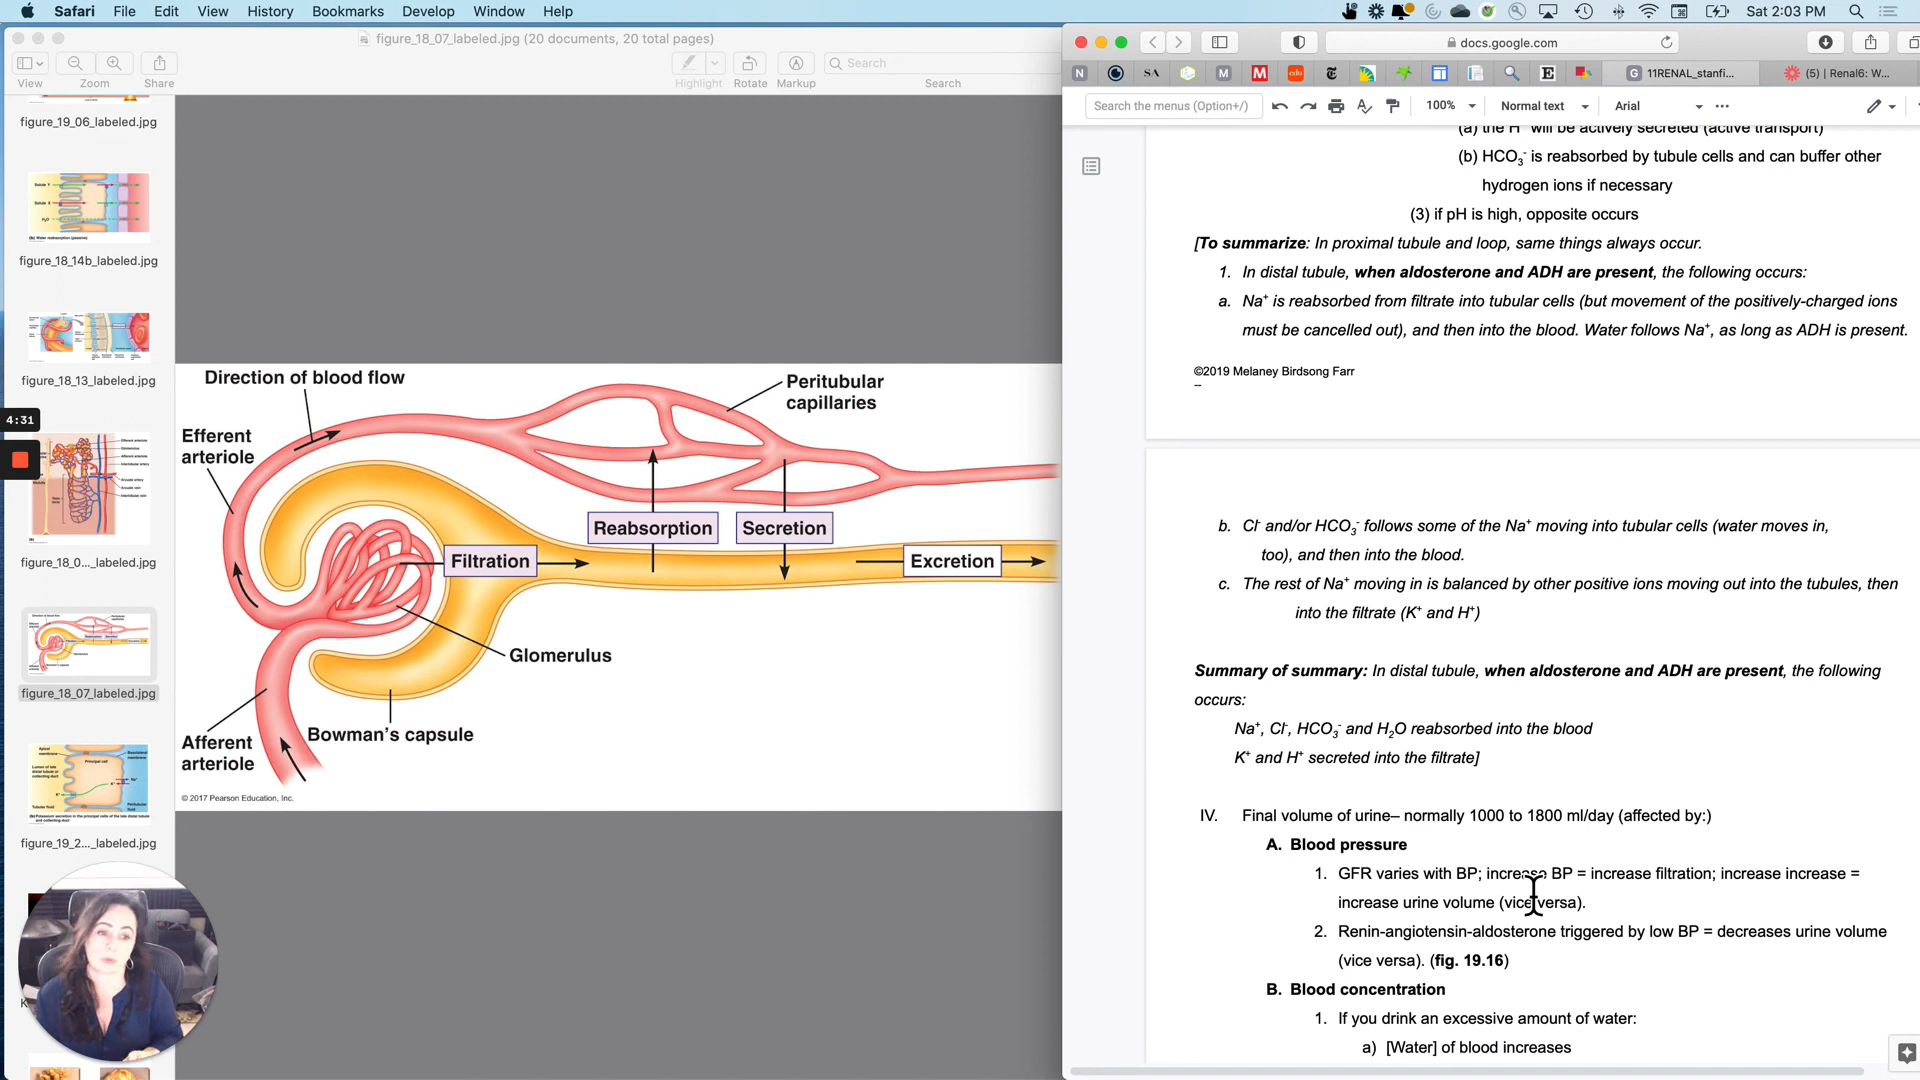 Safari File Edit View History Bookmarks Develop Window Help
Sat 2:03 PM
figure_18_07_labeled.jpg (20 documents, 20 total pages)
View Zoom Share Highlight Rotate Markup Search
Search
figure_19_06_labeled.jpg
figure_18_14b_labeled.jpg
figure_18_13_labeled.jpg
4:31
figure_18_0..._labeled.jpg
figure_18_07_labeled.jpg
figure_19_2..._labeled.jpg
Direction of blood flow
Peritubular
capillaries
Efferent
arteriole
Reabsorption
Secretion
Filtration
Excretion
Glomerulus
Bowman's capsule
Afferent
arteriole
© 2017 Pearson Education, Inc.
docs.google.com
11RENAL_stanfi...
(5) | Renal6: W...
Search the menus (Option+/)
100% Normal text Arial
(a) the H⁺ will be actively secreted (active transport)
(b) HCO₃⁻ is reabsorbed by tubule cells and can buffer other
hydrogen ions if necessary
(3) if pH is high, opposite occurs
[To summarize: In proximal tubule and loop, same things always occur.
1. In distal tubule, when aldosterone and ADH are present, the following occurs:
a. Na⁺ is reabsorbed from filtrate into tubular cells (but movement of the positively-charged ions
must be cancelled out), and then into the blood. Water follows Na⁺, as long as ADH is present.
©2019 Melaney Birdsong Farr
--
b. Cl⁻ and/or HCO₃⁻ follows some of the Na⁺ moving into tubular cells (water moves in,
too), and then into the blood.
c. The rest of Na⁺ moving in is balanced by other positive ions moving out into the tubules, then
into the filtrate (K⁺ and H⁺)
Summary of summary: In distal tubule, when aldosterone and ADH are present, the following
occurs:
Na⁺, Cl⁻, HCO₃⁻ and H₂O reabsorbed into the blood
K⁺ and H⁺ secreted into the filtrate]
IV. Final volume of urine– normally 1000 to 1800 ml/day (affected by:)
A. Blood pressure
1. GFR varies with BP; increase BP = increase filtration; increase increase =
increase urine volume (vice versa).
2. Renin-angiotensin-aldosterone triggered by low BP = decreases urine volume
(vice versa). (fig. 19.16)
B. Blood concentration
1. If you drink an excessive amount of water:
a) [Water] of blood increases